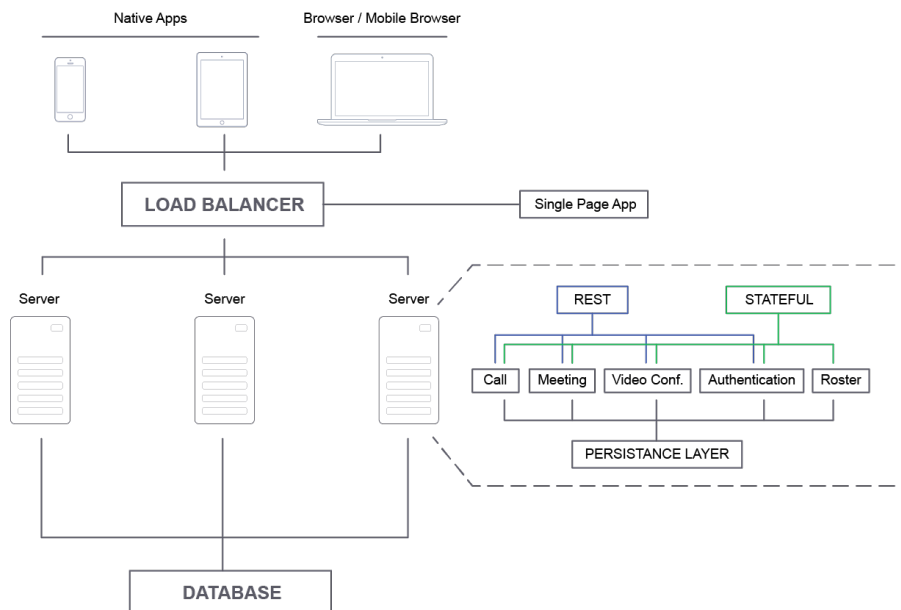 Native Apps
Browser / Mobile Browser
LOAD BALANCER
Single Page App
Server
Server
Server
REST
STATEFUL
Call
Meeting
Video Conf.
Authentication
Roster
PERSISTANCE LAYER
DATABASE